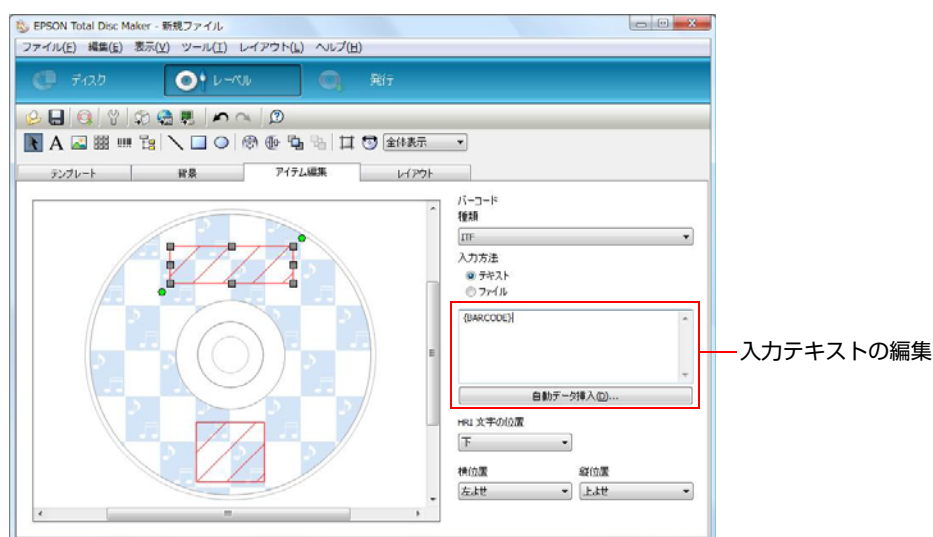 EPSON Total Disc Maker - 新規ファイル
ファイル(F) 編集(E) 表示(V) ツール(T) レイアウト(L) ヘルプ(H)
ディスク レーベル 発行
全体表示
テンプレート 背景 アイテム編集 レイアウト
バーコード
種類
ITF
入力方法
テキスト
ファイル
{BARCODE}
入力テキストの編集
自動データ挿入(D)...
HRI 文字の位置
下
横位置 縦位置
左よせ 上よせ